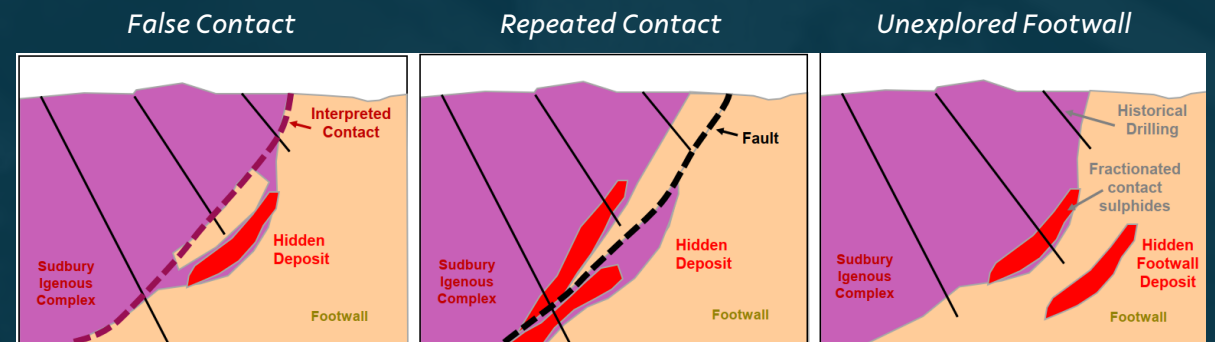 False Contact
Interpreted
Contact
Hidden
Deposit
Sudbury
Igenous
Complex
Footwall
Repeated Contact
Fault
Hidden
Deposit
Sudbury
Igenous
Complex
Footwall
Unexplored Footwall
Historical
Drilling
Fractionated
contact
sulphides
Hidden
Footwall
Deposit
Sudbury
Igenous
Complex
Footwall